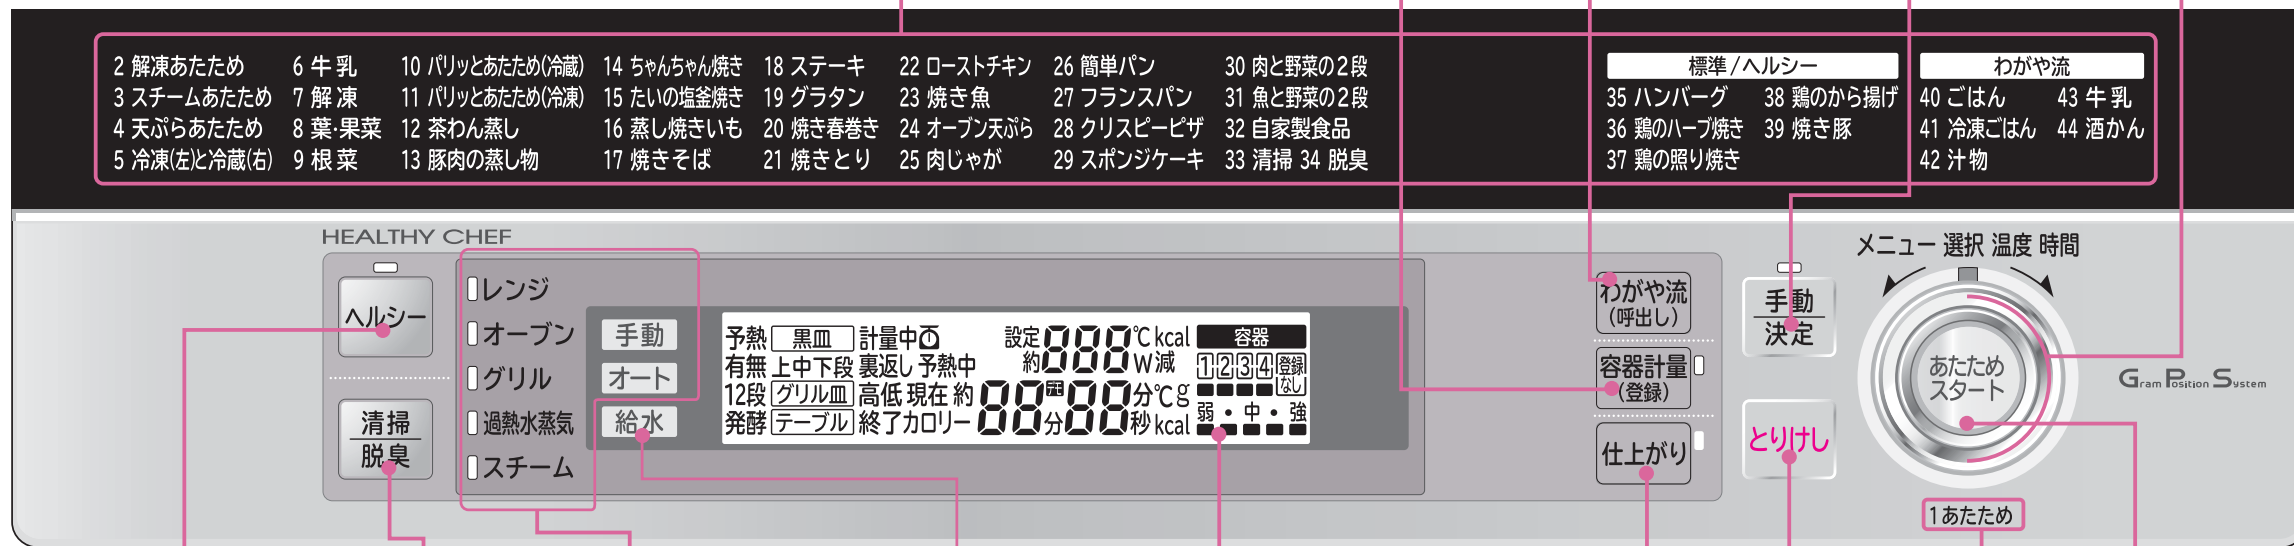 2 解凍あたため
3 スチームあたため
4 天ぷらあたため
5 冷凍(左)と冷蔵(右)
6 牛乳
7 解凍
8 葉・果菜
9 根菜
10 パリッとあたため(冷蔵)
11 パリッとあたため(冷凍)
12 茶わん蒸し
13 豚肉の蒸し物
14 ちゃんちゃん焼き
15 たいの塩釜焼き
16 蒸し焼きいも
17 焼きそば
18 ステーキ
19 グラタン
20 焼き春巻き
21 焼きとり
22 ローストチキン
23 焼き魚
24 オーブン天ぷら
25 肉じゃが
26 簡単パン
27 フランスパン
28 クリスピーピザ
29 スポンジケーキ
30 肉と野菜の2段
31 魚と野菜の2段
32 自家製食品
33 清掃 34 脱臭
標準/ヘルシー
35 ハンバーグ
36 鶏のハーブ焼き
37 鶏の照り焼き
38 鶏のから揚げ
39 焼き豚
わがや流
40 ごはん
41 冷凍ごはん
42 汁物
43 牛乳
44 酒かん
HEALTHY CHEF
ヘルシー
清掃
脱臭
レンジ
オーブン
グリル
過熱水蒸気
スチーム
手動
オート
給水
予熱 黒皿 計量中 設定 888 ℃ kcal
有無 上中下段 裏返し 予熱中 約 W 減
12段 グリル皿 高低 現在 約 88 88 分 ℃ g
発酵 テーブル 終了カロリー 分 秒 kcal
容器
1 2 3 4 登録
なし
弱・中・強
わがや流
(呼出し)
容器計量
(登録)
仕上がり
手動
決定
とりけし
メニュー 選択 温度 時間
あたため
スタート
Gram Position System
1あたため